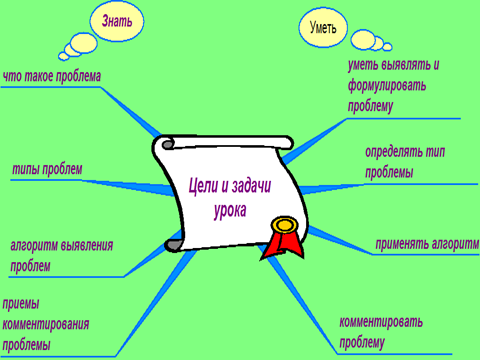 Знать
что такое проблема
типы проблем
алгоритм выявления
проблем
приемы
комментирования
проблемы
Цели и задачи
урока
Уметь
уметь выявлять и
формулировать
проблему
определять тип
проблемы
применять алгоритм
комментировать
проблему